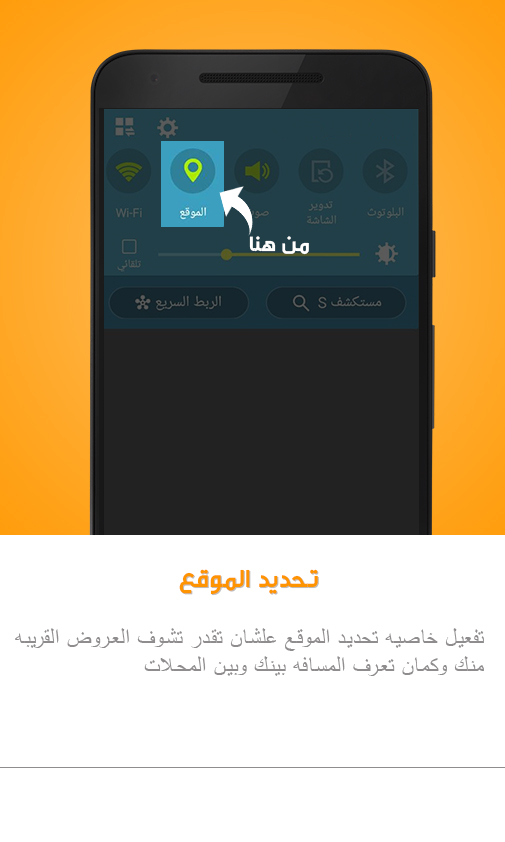 Wi-Fi
الموقع
تدوير
الشاشة
البلوتوث
من هنا
تلقائي
الربط السريع
مستكشف S
تحديد الموقع
تفعيل خاصيه تحديد الموقع علشان تقدر تشوف العروض القريبه
منك وكمان تعرف المسافه بينك وبين المحلات